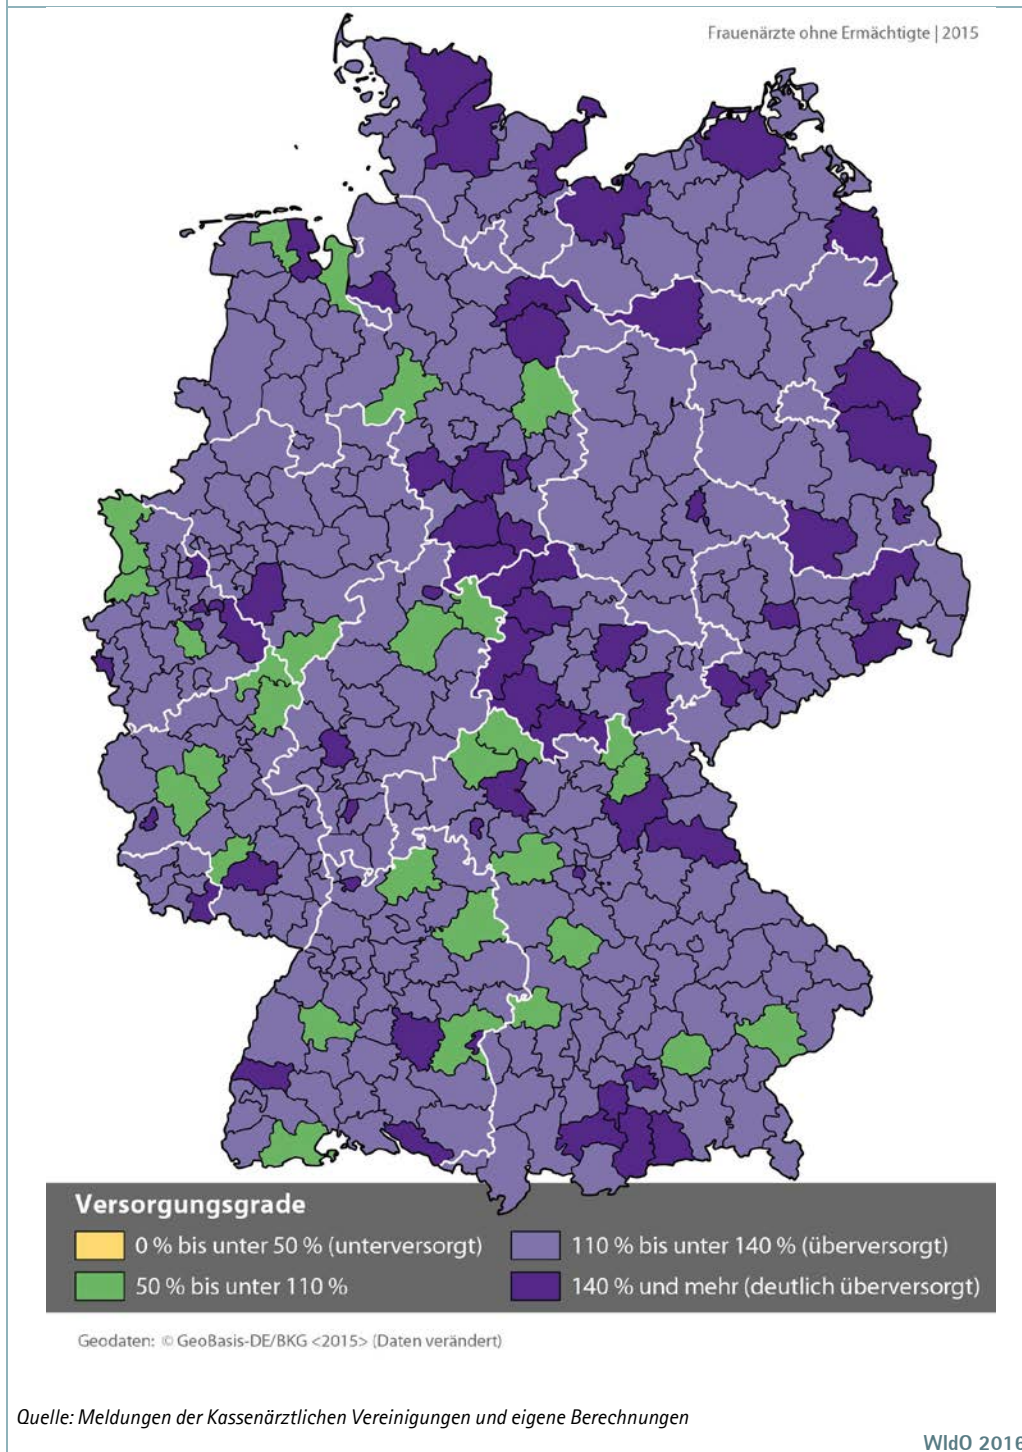 Frauenärzte ohne Ermächtigte | 2015
Versorgungsgrade
0 % bis unter 50 % (unterversorgt)
110 % bis unter 140 % (überversorgt)
50 % bis unter 110 %
140 % und mehr (deutlich überversorgt)
Geodaten: © GeoBasis-DE/BKG <2015> (Daten verändert)
Quelle: Meldungen der Kassenärztlichen Vereinigungen und eigene Berechnungen
WIdO 2016